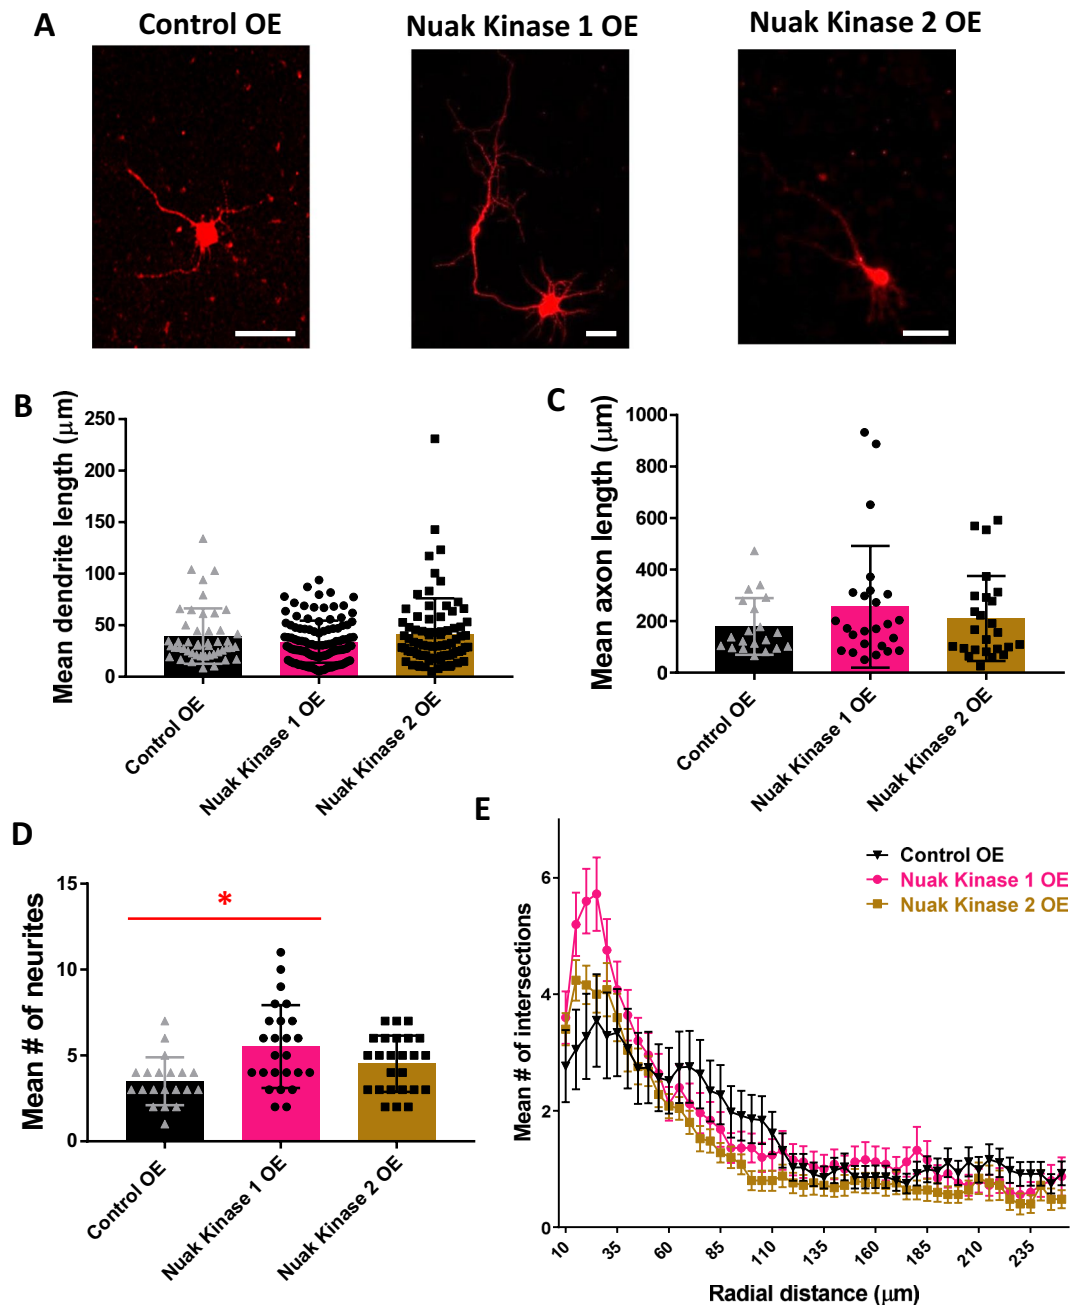 A
Control OE
Nuak Kinase 1 OE
Nuak Kinase 2 OE
B
Mean dendrite length (μm)
250
200
150
100
50
0
Control OE
Nuak Kinase 1 OE
Nuak Kinase 2 OE
C
Mean axon length (μm)
1000
800
600
400
200
0
Control OE
Nuak Kinase 1 OE
Nuak Kinase 2 OE
D
Mean # of neurites
15
10
5
0
*
Control OE
Nuak Kinase 1 OE
Nuak Kinase 2 OE
E
Mean # of intersections
6
4
2
0
Control OE
Nuak Kinase 1 OE
Nuak Kinase 2 OE
10 35 60 85 110 135 160 185 210 235
Radial distance (μm)